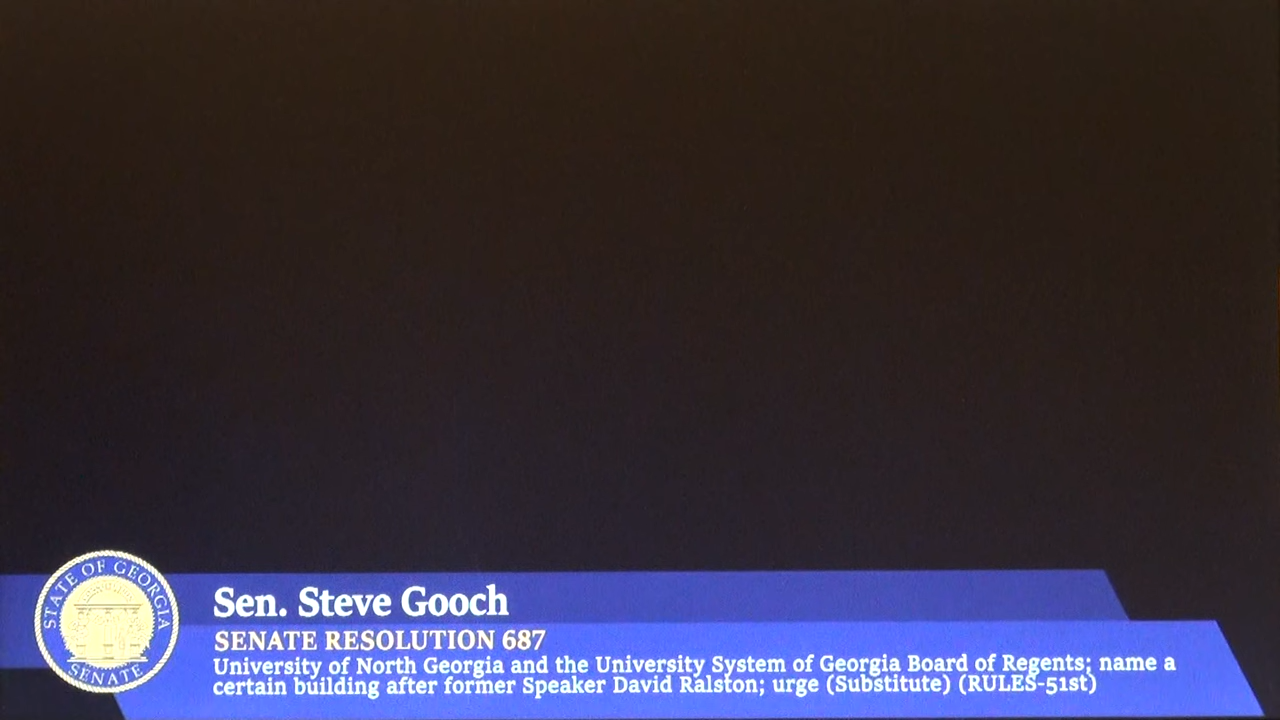 STATE OF GEORGIA
SENATE
Sen. Steve Gooch
SENATE RESOLUTION 687
University of North Georgia and the University System of Georgia Board of Regents; name a
certain building after former Speaker David Ralston; urge (Substitute) (RULES-51st)